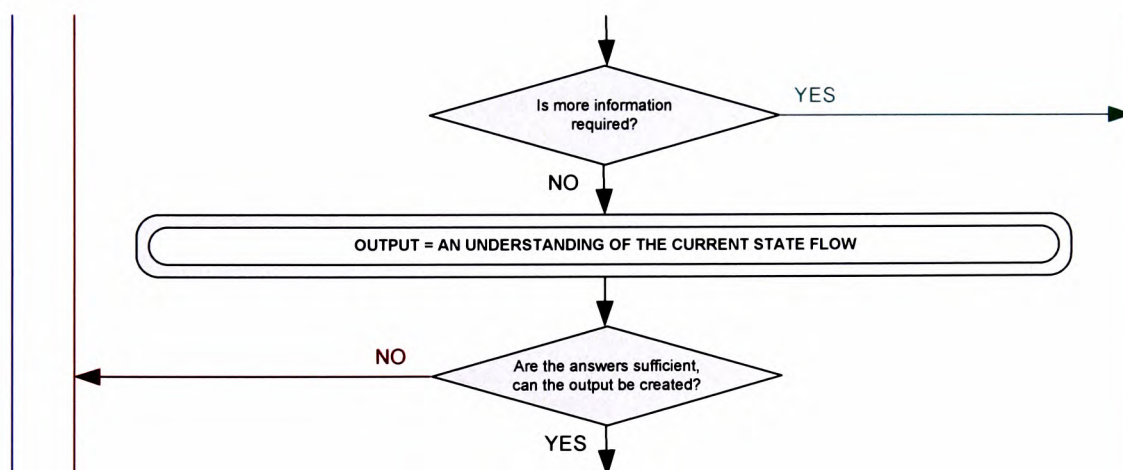 Is more information
required?
YES
NO
OUTPUT = AN UNDERSTANDING OF THE CURRENT STATE FLOW
NO
Are the answers sufficient,
can the output be created?
YES